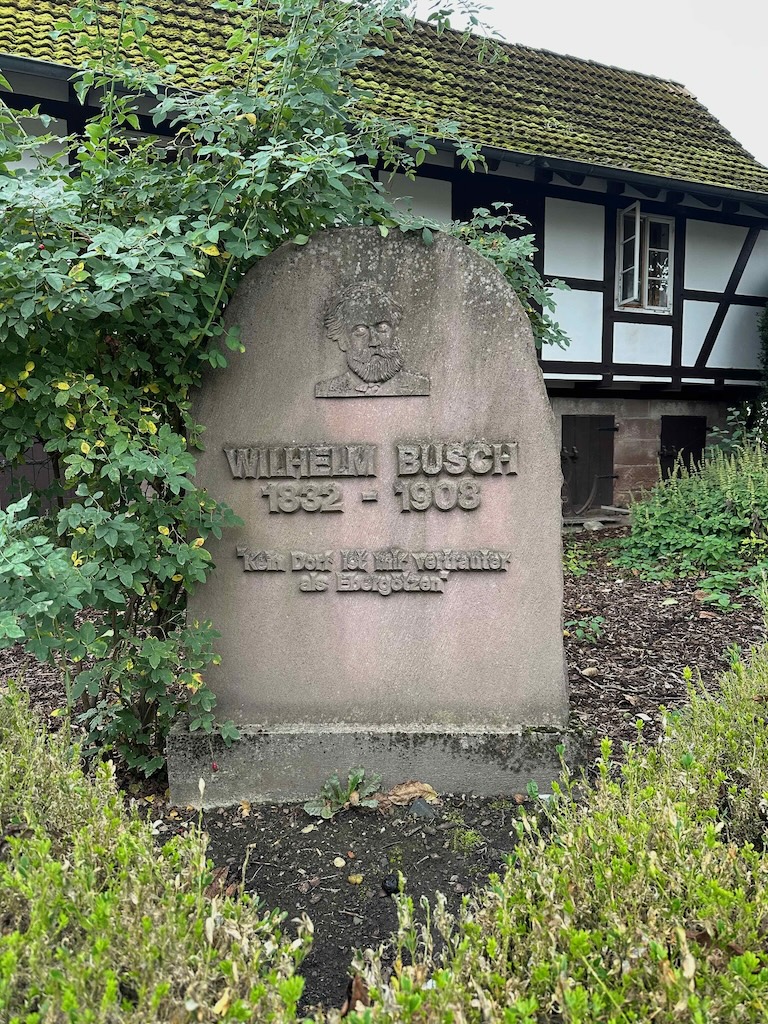 WILHELM BUSCH
1832 - 1908
"Kein Dorf ist mir vertrauter
als Ebergötzen"